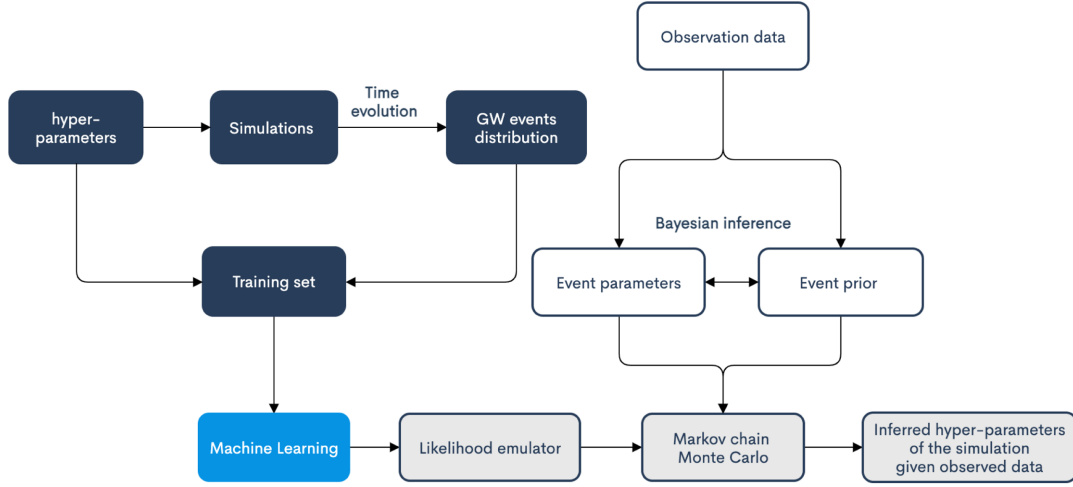 Observation data
hyper-
parameters
Simulations
Time
evolution
GW events
distribution
Bayesian inference
Training set
Event parameters
Event prior
Machine Learning
Likelihood emulator
Markov chain
Monte Carlo
Inferred hyper-parameters
of the simulation
given observed data